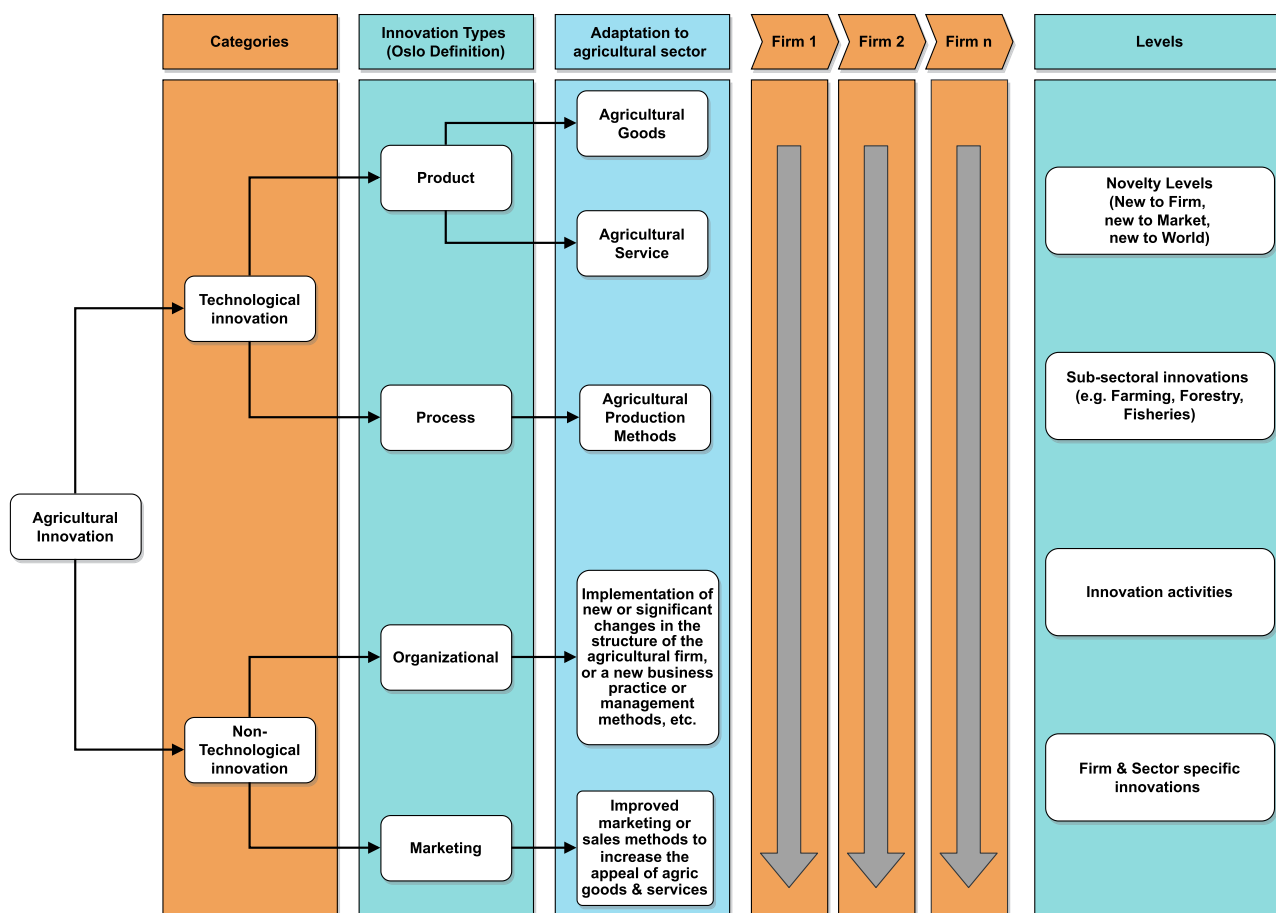 Categories
Innovation Types
(Oslo Definition)
Adaptation to
agricultural sector
Firm 1
Firm 2
Firm n
Levels
Agricultural
Innovation
Technological
innovation
Non-
Technological
innovation
Product
Process
Organizational
Marketing
Agricultural
Goods
Agricultural
Service
Agricultural
Production
Methods
Implementation of
new or significant
changes in the
structure of the
agricultural firm,
or a new business
practice or
management
methods, etc.
Improved
marketing or
sales methods to
increase the
appeal of agric
goods & services
Novelty Levels
(New to Firm,
new to Market,
new to World)
Sub-sectoral innovations
(e.g. Farming, Forestry,
Fisheries)
Innovation activities
Firm & Sector specific
innovations